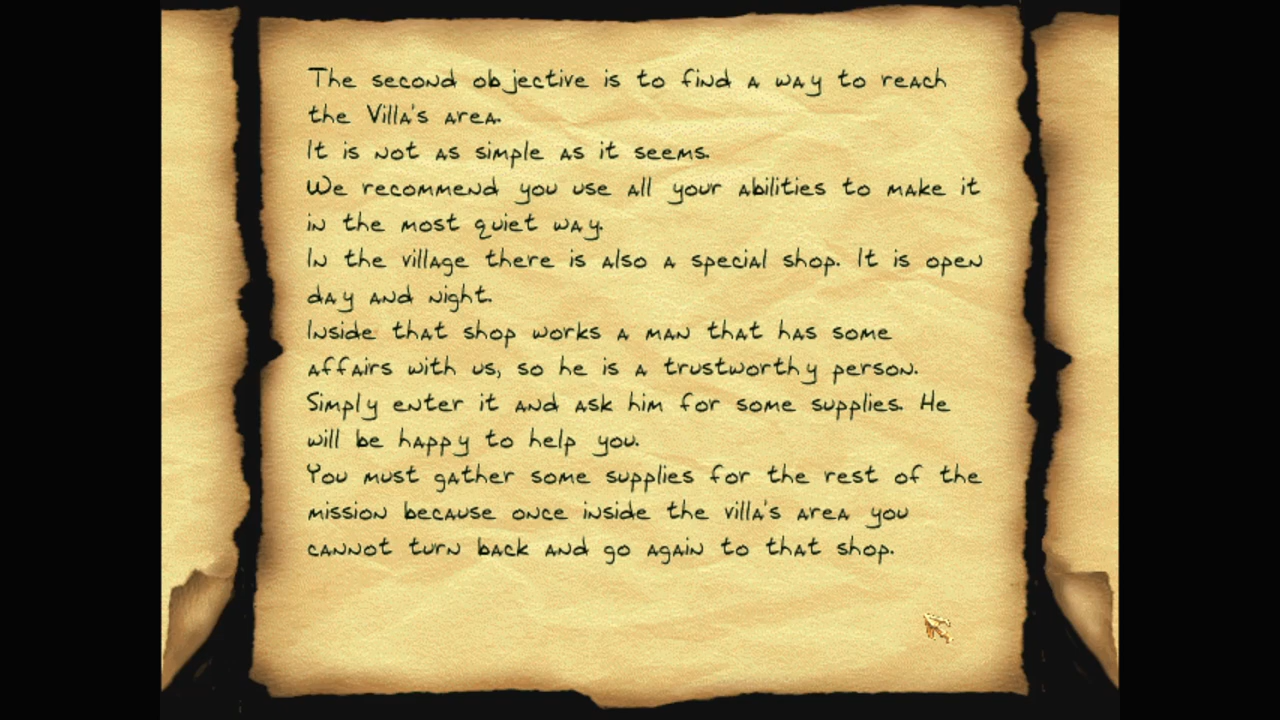 The second objective is to find a way to reach
the Villa's area.
It is not as simple as it seems.
We recommend you use all your abilities to make it
in the most quiet way.
In the village there is also a special shop. It is open
day and night.
Inside that shop works a man that has some
affairs with us, so he is a trustworthy person.
Simply enter it and ask him for some supplies. He
will be happy to help you.
You must gather some supplies for the rest of the
mission because once inside the villa's area you
cannot turn back and go again to that shop.